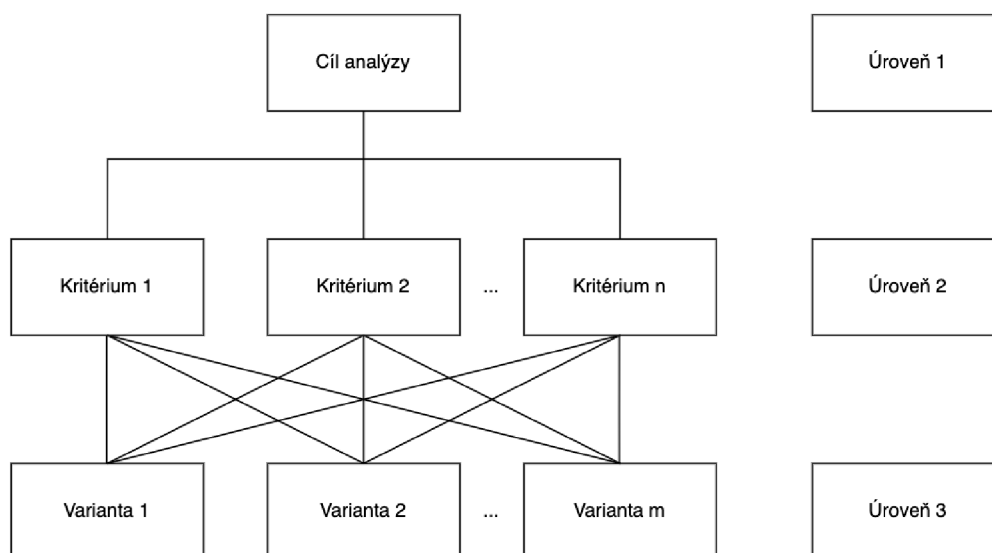 Cíl analýzy
Úroveň 1
Kritérium 1
Kritérium 2
...
Kritérium n
Úroveň 2
Varianta 1
Varianta 2
...
Varianta m
Úroveň 3